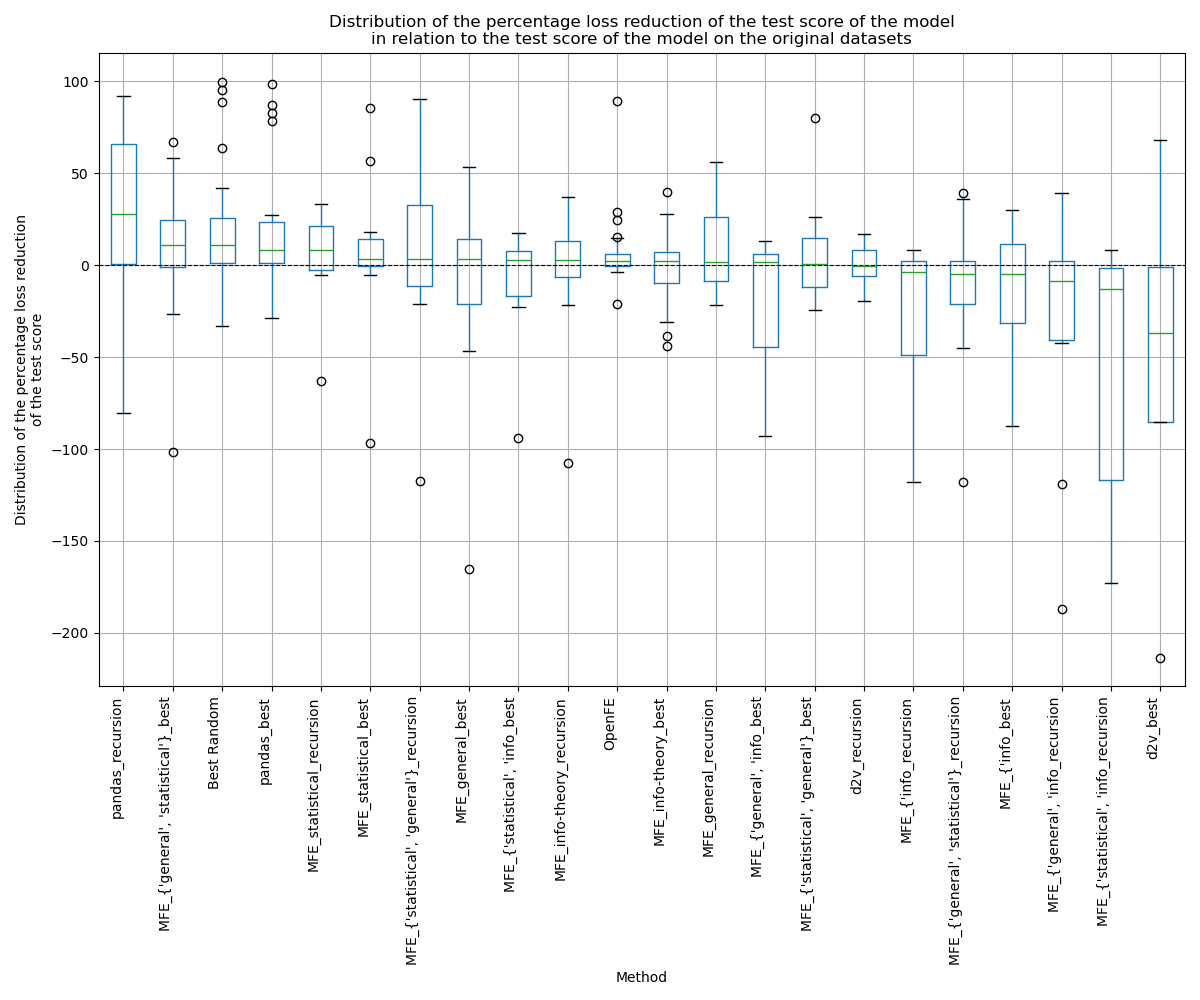 Distribution of the percentage loss reduction of the test score of the model
in relation to the test score of the model on the original datasets
Distribution of the percentage loss reduction
of the test score
100
50
0
−50
−100
−150
−200
pandas_recursion
MFE_{'general', 'statistical'}_best
Best Random
pandas_best
MFE_statistical_recursion
MFE_statistical_best
MFE_{'statistical', 'general'}_recursion
MFE_general_best
MFE_{'statistical', 'info_best
MFE_info-theory_recursion
OpenFE
MFE_info-theory_best
MFE_general_recursion
MFE_{'general', 'info_best
MFE_{'statistical', 'general'}_best
d2v_recursion
MFE_{'info_recursion
MFE_{'general', 'statistical'}_recursion
MFE_{'info_best
MFE_{'general', 'info_recursion
MFE_{'statistical', 'info_recursion
d2v_best
Method